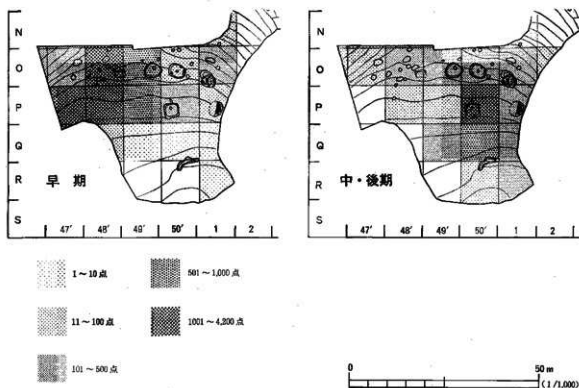 N
O
P
Q
R
S
早期
47′ 48′ 49′ 50′ 1 2
N
O
P
Q
R
S
中・後期
47′ 48′ 49′ 50′ 1 2
1～10点
11～100点
101～500点
501～1,000点
1001～4,200点
0 50m
(1/1,000)